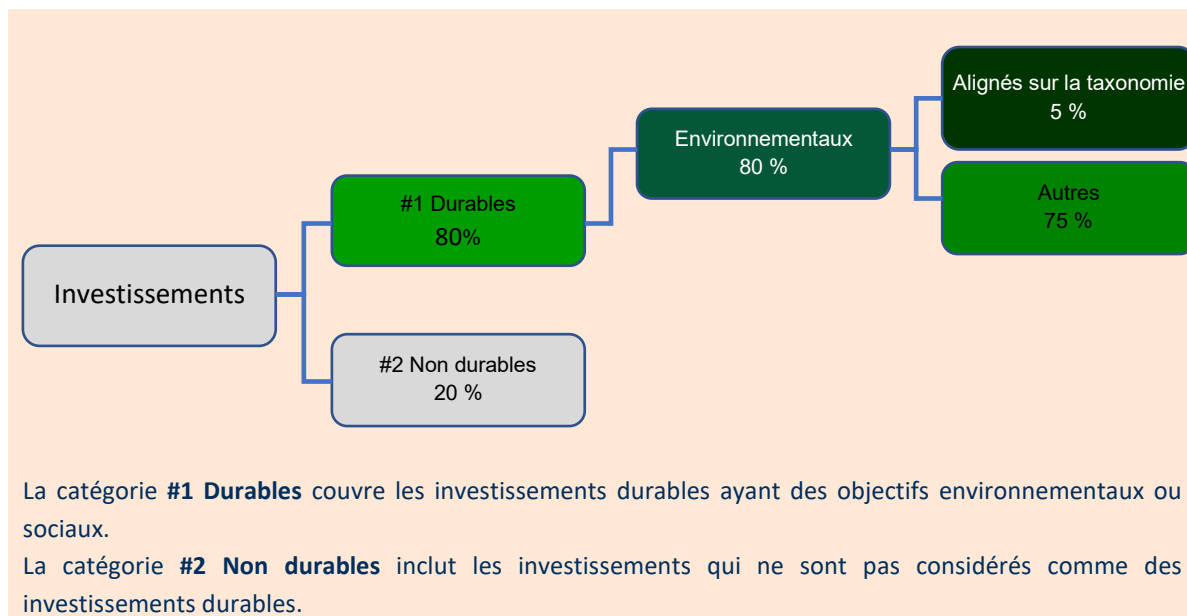 Alignés sur la taxonomie
5 %
Environnementaux
80 %
Autres
75 %
#1 Durables
80%
Investissements
#2 Non durables
20 %
La catégorie #1 Durables couvre les investissements durables ayant des objectifs environnementaux ou
sociaux.
La catégorie #2 Non durables inclut les investissements qui ne sont pas considérés comme des
investissements durables.